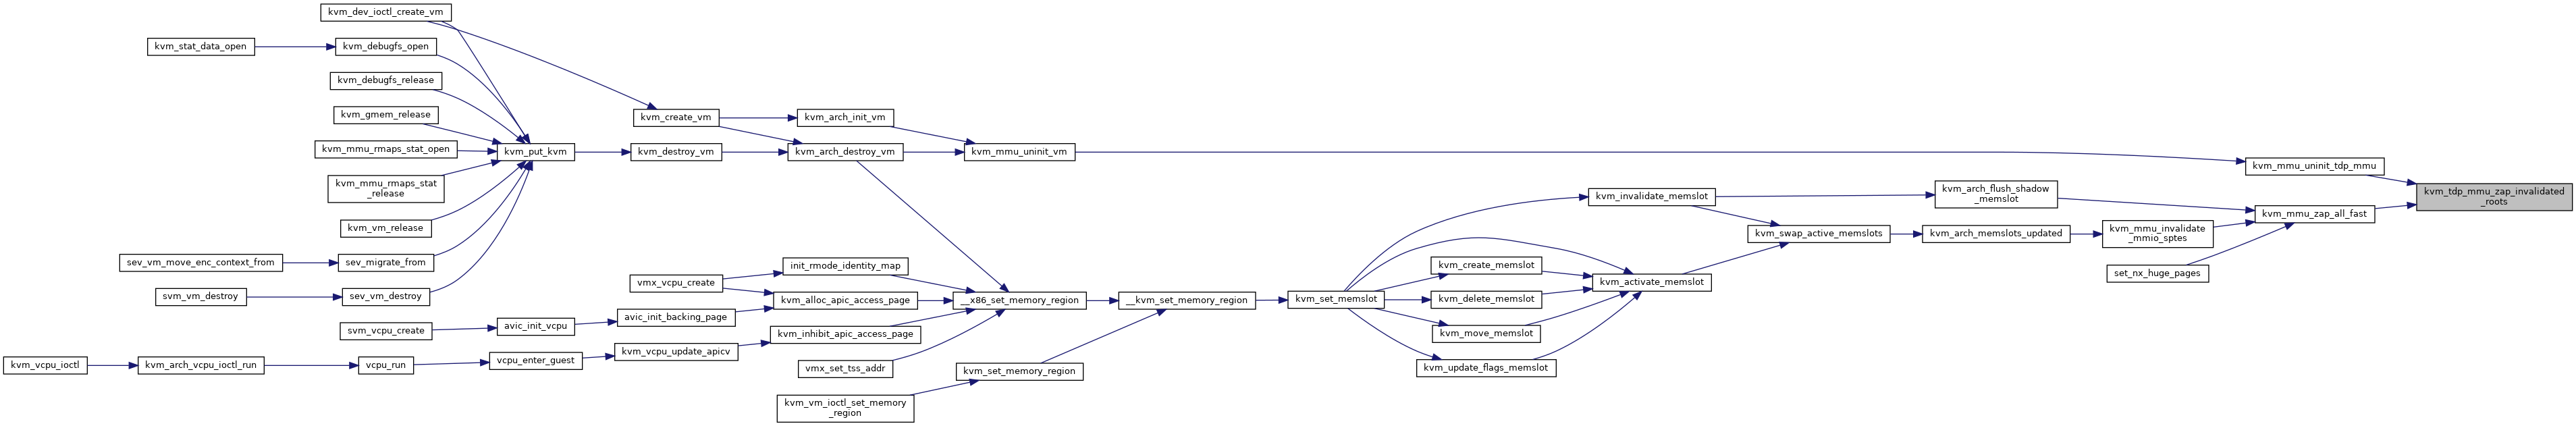 kvm_dev_ioctl_create_vm
kvm_stat_data_open
kvm_debugfs_open
kvm_debugfs_release
kvm_gmem_release
kvm_create_vm
kvm_arch_init_vm
kvm_mmu_rmaps_stat_open
kvm_put_kvm
kvm_destroy_vm
kvm_arch_destroy_vm
kvm_mmu_uninit_vm
kvm_mmu_uninit_tdp_mmu
kvm_mmu_rmaps_stat
_release
kvm_invalidate_memslot
kvm_arch_flush_shadow
_memslot
kvm_tdp_mmu_zap_invalidated
_roots
kvm_vm_release
kvm_swap_active_memslots
kvm_arch_memslots_updated
kvm_mmu_invalidate
_mmio_sptes
kvm_mmu_zap_all_fast
sev_vm_move_enc_context_from
sev_migrate_from
init_rmode_identity_map
kvm_create_memslot
set_nx_huge_pages
svm_vm_destroy
sev_vm_destroy
vmx_vcpu_create
kvm_alloc_apic_access_page
__x86_set_memory_region
__kvm_set_memory_region
kvm_set_memslot
kvm_delete_memslot
kvm_activate_memslot
svm_vcpu_create
avic_init_vcpu
avic_init_backing_page
kvm_inhibit_apic_access_page
kvm_move_memslot
kvm_vcpu_ioctl
kvm_arch_vcpu_ioctl_run
vcpu_run
vcpu_enter_guest
kvm_vcpu_update_apicv
vmx_set_tss_addr
kvm_set_memory_region
kvm_update_flags_memslot
kvm_vm_ioctl_set_memory
_region